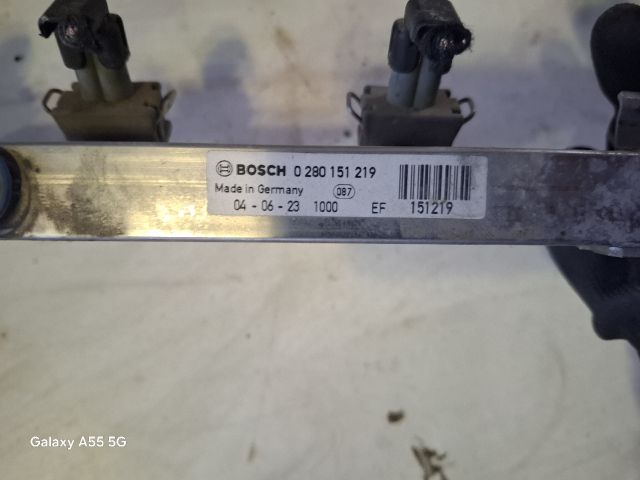 BOSCH 0 280 151 219
Made in Germany 087
04 - 06 - 23 1000 EF 151219
Galaxy A55 5G